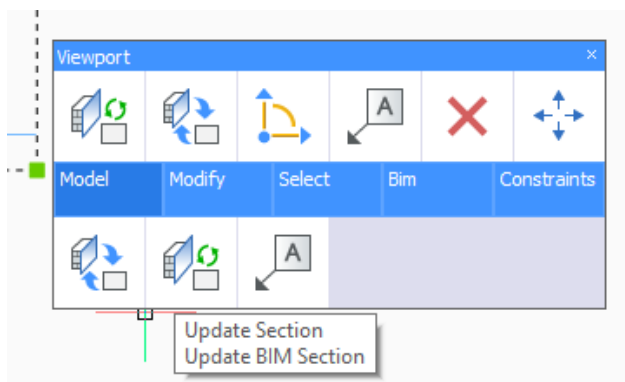 Viewport
A
Model Modify Select Bim Constraints
A
Update Section
Update BIM Section